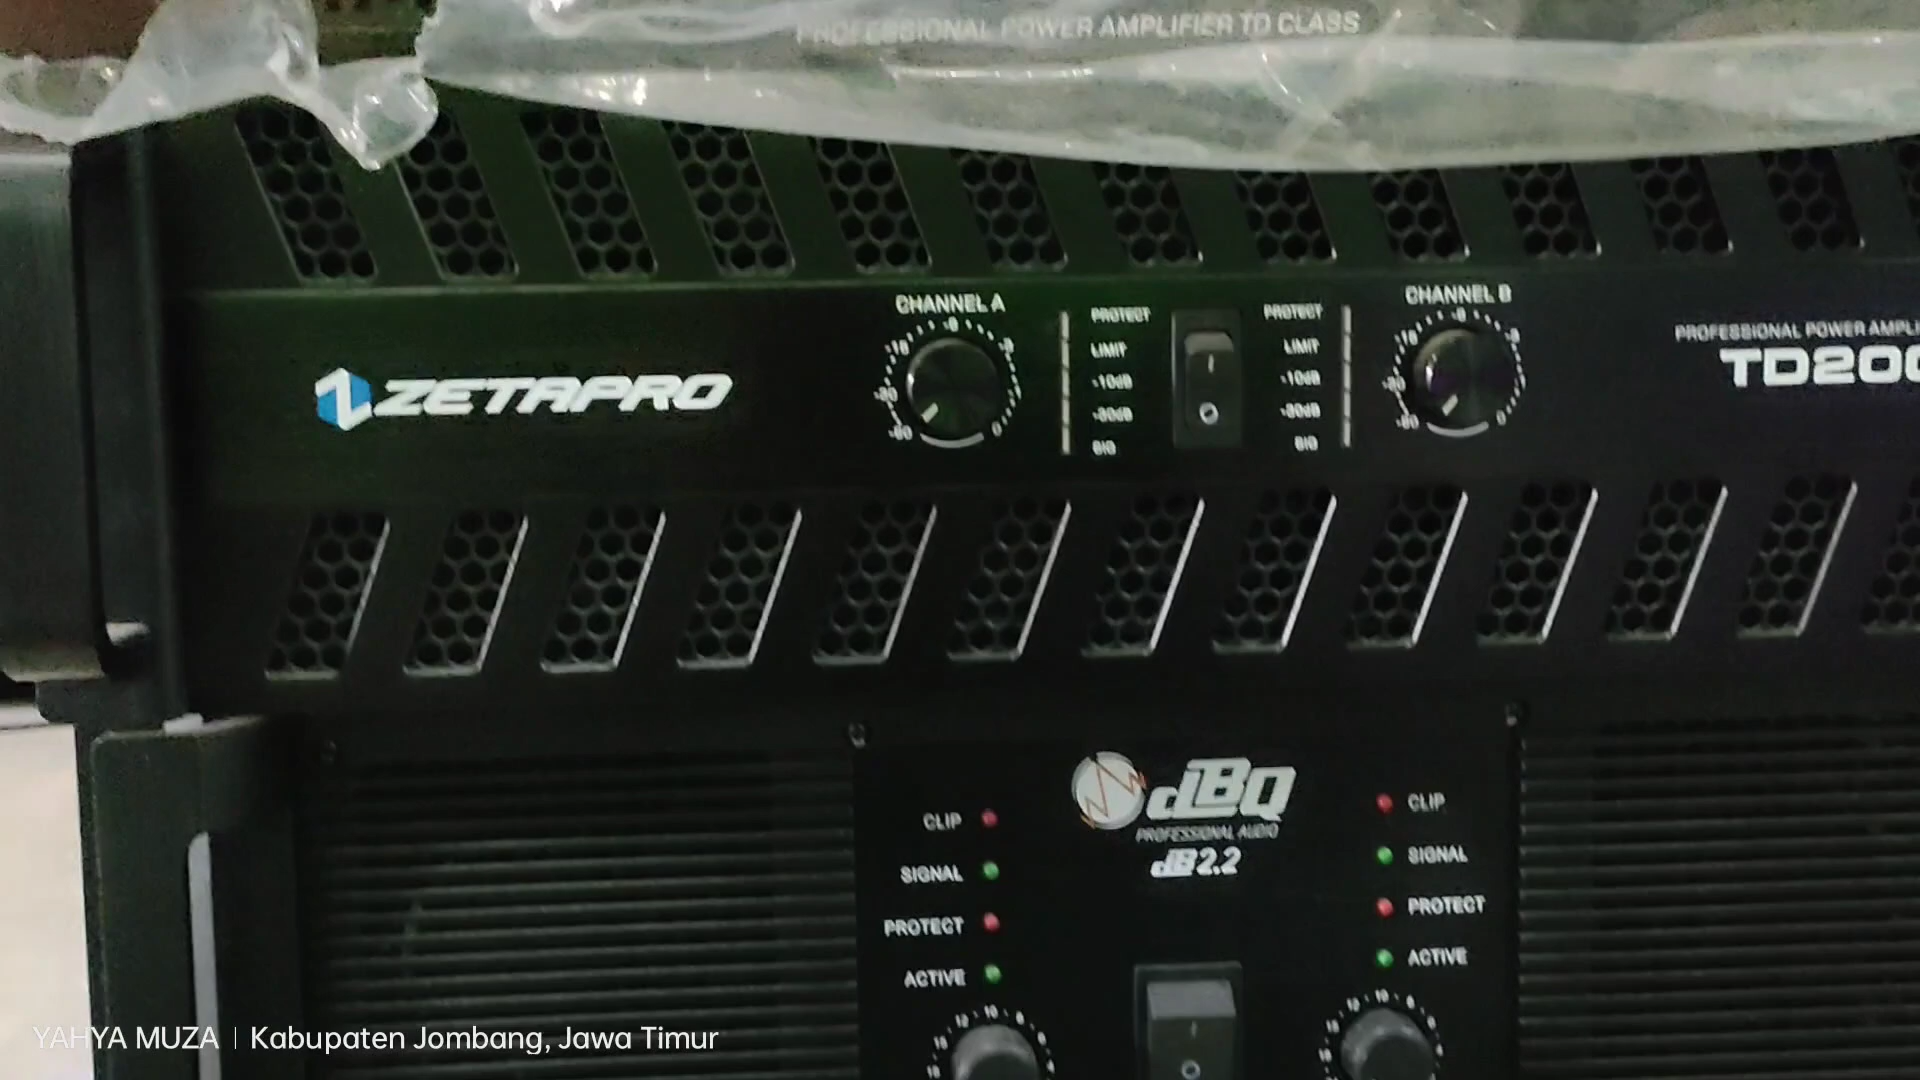 PROFESSIONAL POWER AMPLIFIER TD CLASS
ZETAPRO
CHANNEL A
PROTECT
LIMIT
-10dB
-30dB
SIG
PROTECT
LIMIT
-10dB
-30dB
SIG
CHANNEL B
PROFESSIONAL POWER
TD200
CLIP
SIGNAL
PROTECT
ACTIVE
dBQ
PROFESSIONAL AUDIO
dB2.2
CLIP
SIGNAL
PROTECT
ACTIVE
YAHYA MUZA | Kabupaten Jombang, Jawa Timur